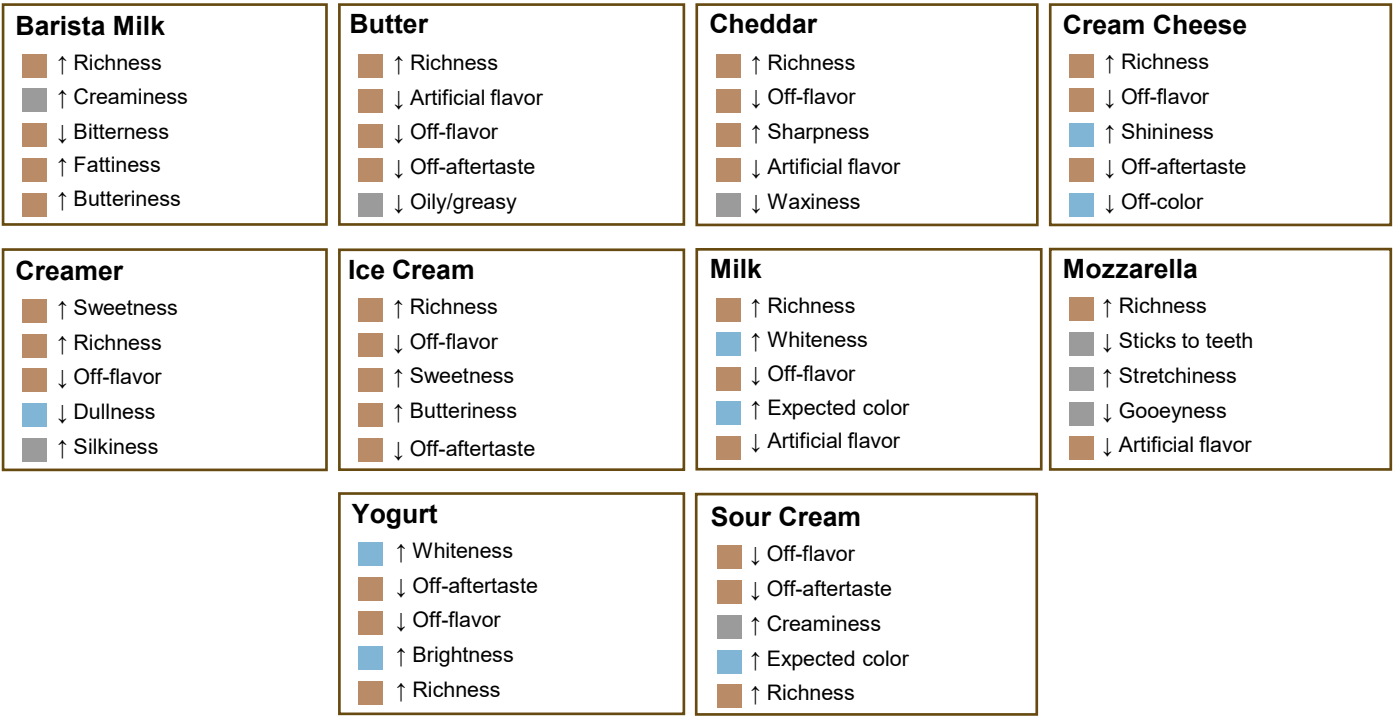 Barista Milk
↑ Richness
↑ Creaminess
↓ Bitterness
↑ Fattiness
↑ Butteriness
Butter
↑ Richness
↓ Artificial flavor
↓ Off-flavor
↓ Off-aftertaste
↓ Oily/greasy
Cheddar
↑ Richness
↓ Off-flavor
↑ Sharpness
↓ Artificial flavor
↓ Waxiness
Cream Cheese
↑ Richness
↓ Off-flavor
↑ Shininess
↓ Off-aftertaste
↓ Off-color
Creamer
↑ Sweetness
↑ Richness
↓ Off-flavor
↓ Dullness
↑ Silkiness
Ice Cream
↑ Richness
↓ Off-flavor
↑ Sweetness
↑ Butteriness
↓ Off-aftertaste
Milk
↑ Richness
↑ Whiteness
↓ Off-flavor
↑ Expected color
↓ Artificial flavor
Mozzarella
↑ Richness
↓ Sticks to teeth
↑ Stretchiness
↓ Gooeyness
↓ Artificial flavor
Yogurt
↑ Whiteness
↓ Off-aftertaste
↓ Off-flavor
↑ Brightness
↑ Richness
Sour Cream
↓ Off-flavor
↓ Off-aftertaste
↑ Creaminess
↑ Expected color
↑ Richness